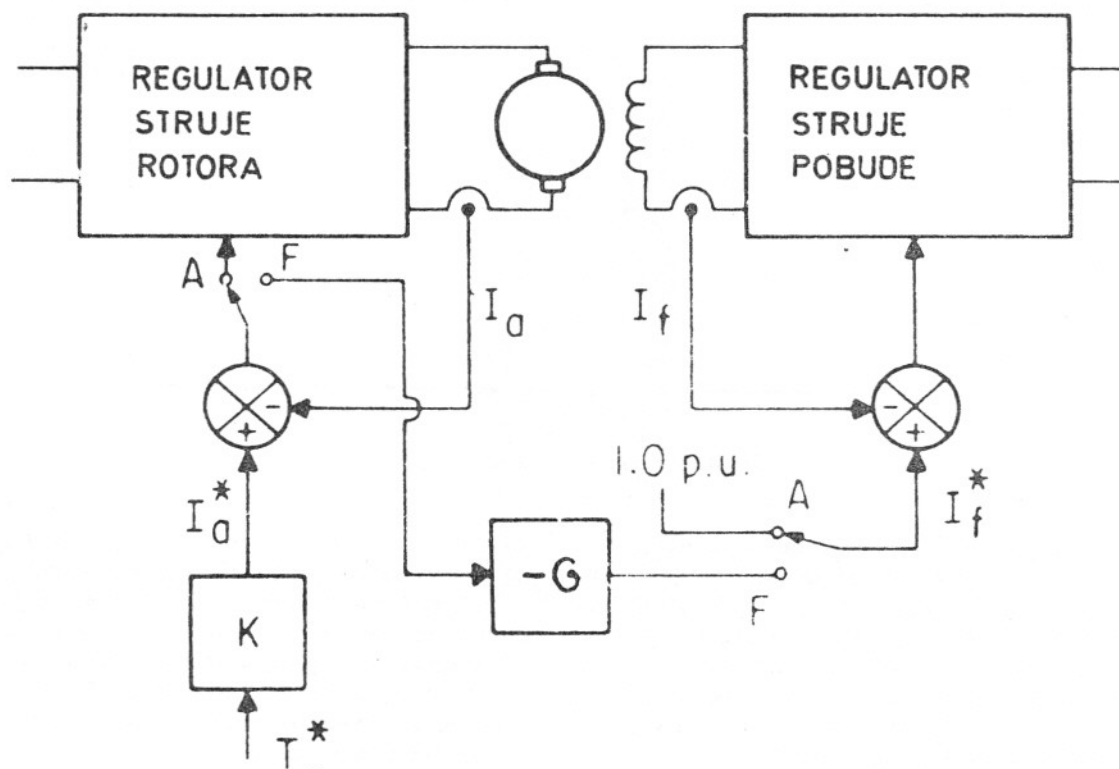 REGULATOR
STRUJE
ROTORA
REGULATOR
STRUJE
POBUDE
A
F
I_a
I_f
-
+
-
+
1.0 p.u.
A
I_a^*
I_f^*
-G
F
K
T*